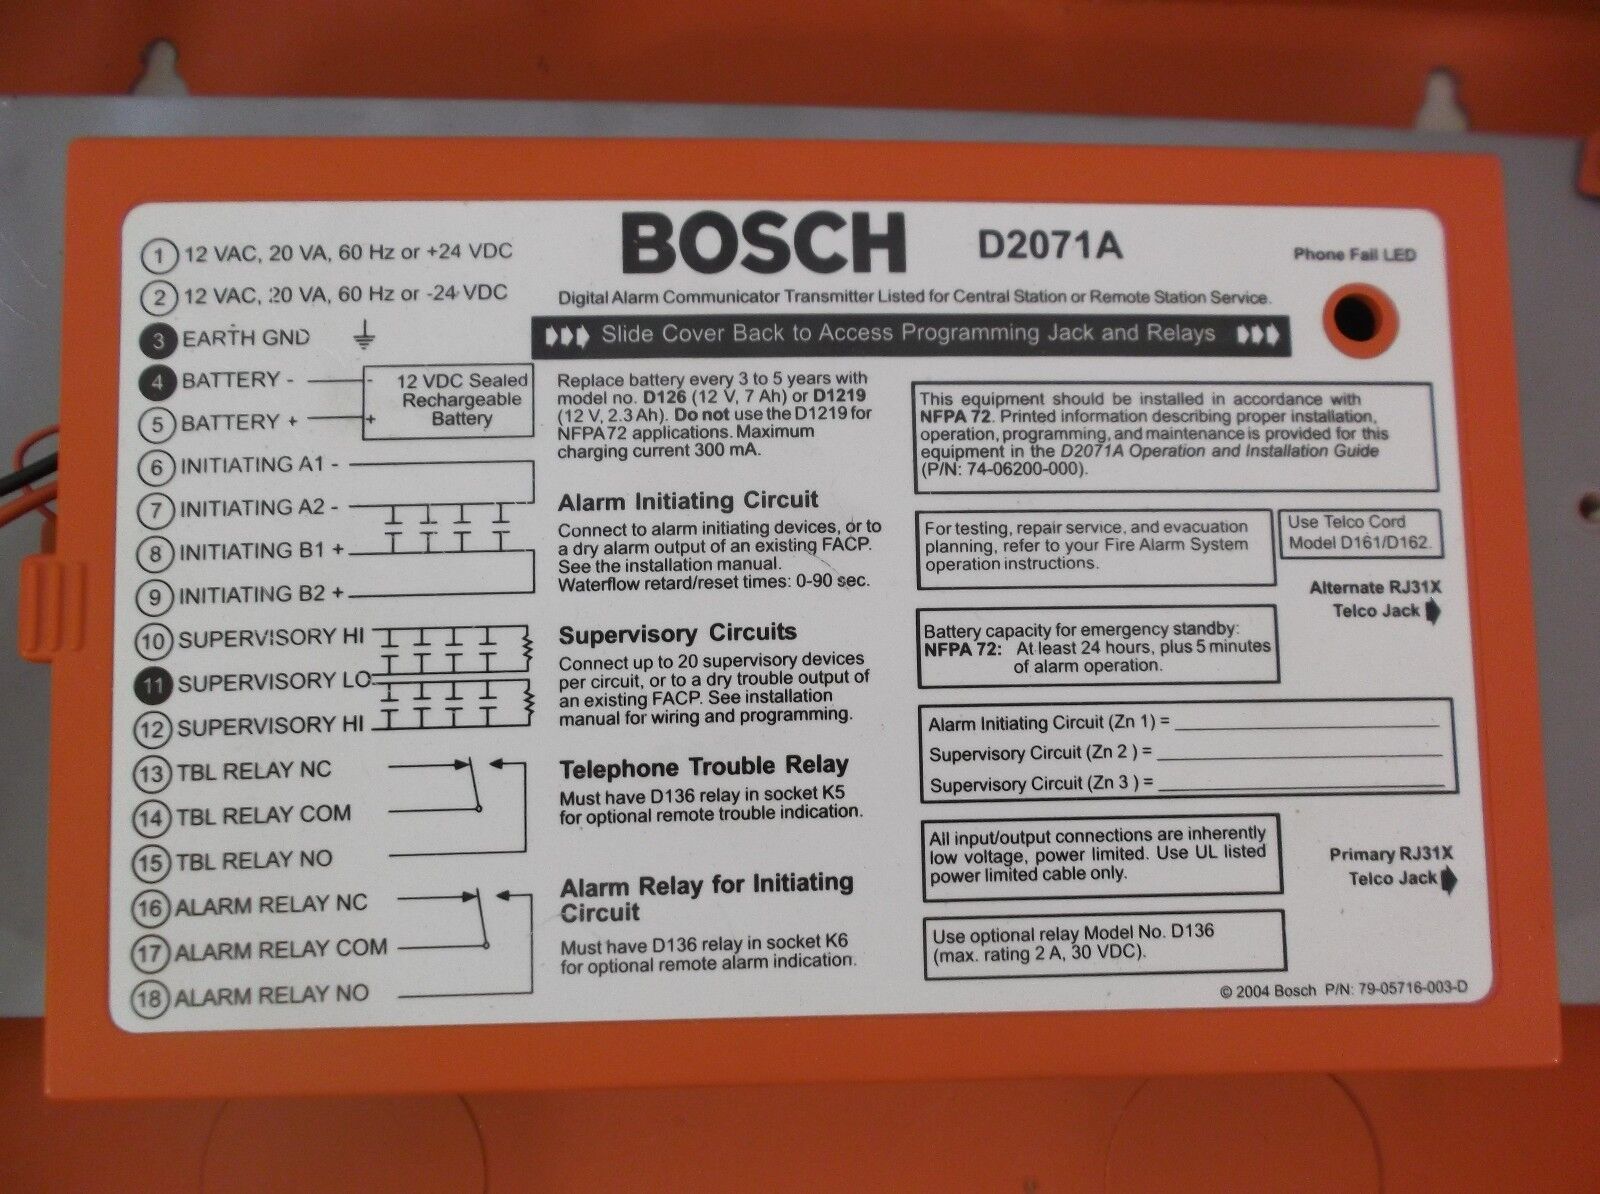 BOSCH D2071A
Phone Fail LED
Digital Alarm Communicator Transmitter Listed for Central Station or Remote Station Service.
Slide Cover Back to Access Programming Jack and Relays
1 12 VAC, 20 VA, 60 Hz or +24 VDC
2 12 VAC, 20 VA, 60 Hz or -24 VDC
3 EARTH GND
4 BATTERY -
5 BATTERY +
- 12 VDC Sealed
Rechargeable
+ Battery
6 INITIATING A1 -
7 INITIATING A2 -
8 INITIATING B1 +
9 INITIATING B2 +
10 SUPERVISORY HI
11 SUPERVISORY LO
12 SUPERVISORY HI
13 TBL RELAY NC
14 TBL RELAY COM
15 TBL RELAY NO
16 ALARM RELAY NC
17 ALARM RELAY COM
18 ALARM RELAY NO
Replace battery every 3 to 5 years with
model no. D126 (12 V, 7 Ah) or D1219
(12 V, 2.3 Ah). Do not use the D1219 for
NFPA 72 applications. Maximum
charging current 300 mA.
Alarm Initiating Circuit
Connect to alarm initiating devices, or to
a dry alarm output of an existing FACP.
See the installation manual.
Waterflow retard/reset times: 0-90 sec.
Supervisory Circuits
Connect up to 20 supervisory devices
per circuit, or to a dry trouble output of
an existing FACP. See installation
manual for wiring and programming.
Telephone Trouble Relay
Must have D136 relay in socket K5
for optional remote trouble indication.
Alarm Relay for Initiating
Circuit
Must have D136 relay in socket K6
for optional remote alarm indication.
This equipment should be installed in accordance with
NFPA 72. Printed information describing proper installation,
operation, programming, and maintenance is provided for this
equipment in the D2071A Operation and Installation Guide
(P/N: 74-06200-000).
For testing, repair service, and evacuation
planning, refer to your Fire Alarm System
operation instructions.
Use Telco Cord
Model D161/D162.
Alternate RJ31X
Telco Jack
Battery capacity for emergency standby:
NFPA 72: At least 24 hours, plus 5 minutes
of alarm operation.
Alarm Initiating Circuit (Zn 1) =
Supervisory Circuit (Zn 2 ) =
Supervisory Circuit (Zn 3 ) =
All input/output connections are inherently
low voltage, power limited. Use UL listed
power limited cable only.
Primary RJ31X
Telco Jack
Use optional relay Model No. D136
(max. rating 2 A, 30 VDC).
© 2004 Bosch P/N: 79-05716-003-D